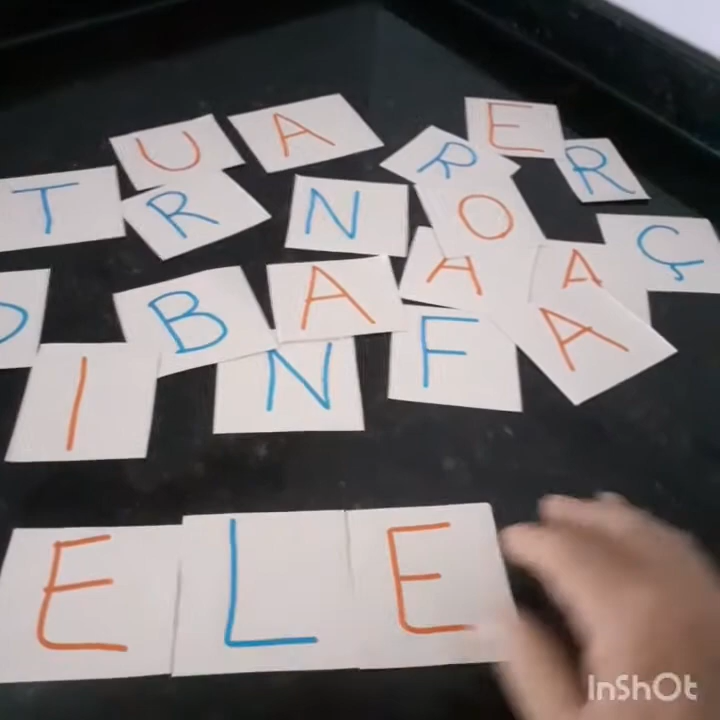 U A R E
T R N O R
A A Ç
B A
I N F A
E L E
InShOt